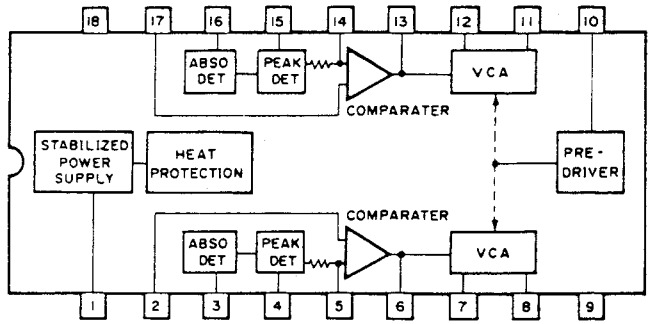 18 17 16 15 14 13 12 11 10
ABSO
DET
PEAK
DET
VCA
COMPARATER
STABILIZED
POWER
SUPPLY
HEAT
PROTECTION
PRE-
DRIVER
COMPARATER
ABSO
DET
PEAK
DET
VCA
1 2 3 4 5 6 7 8 9